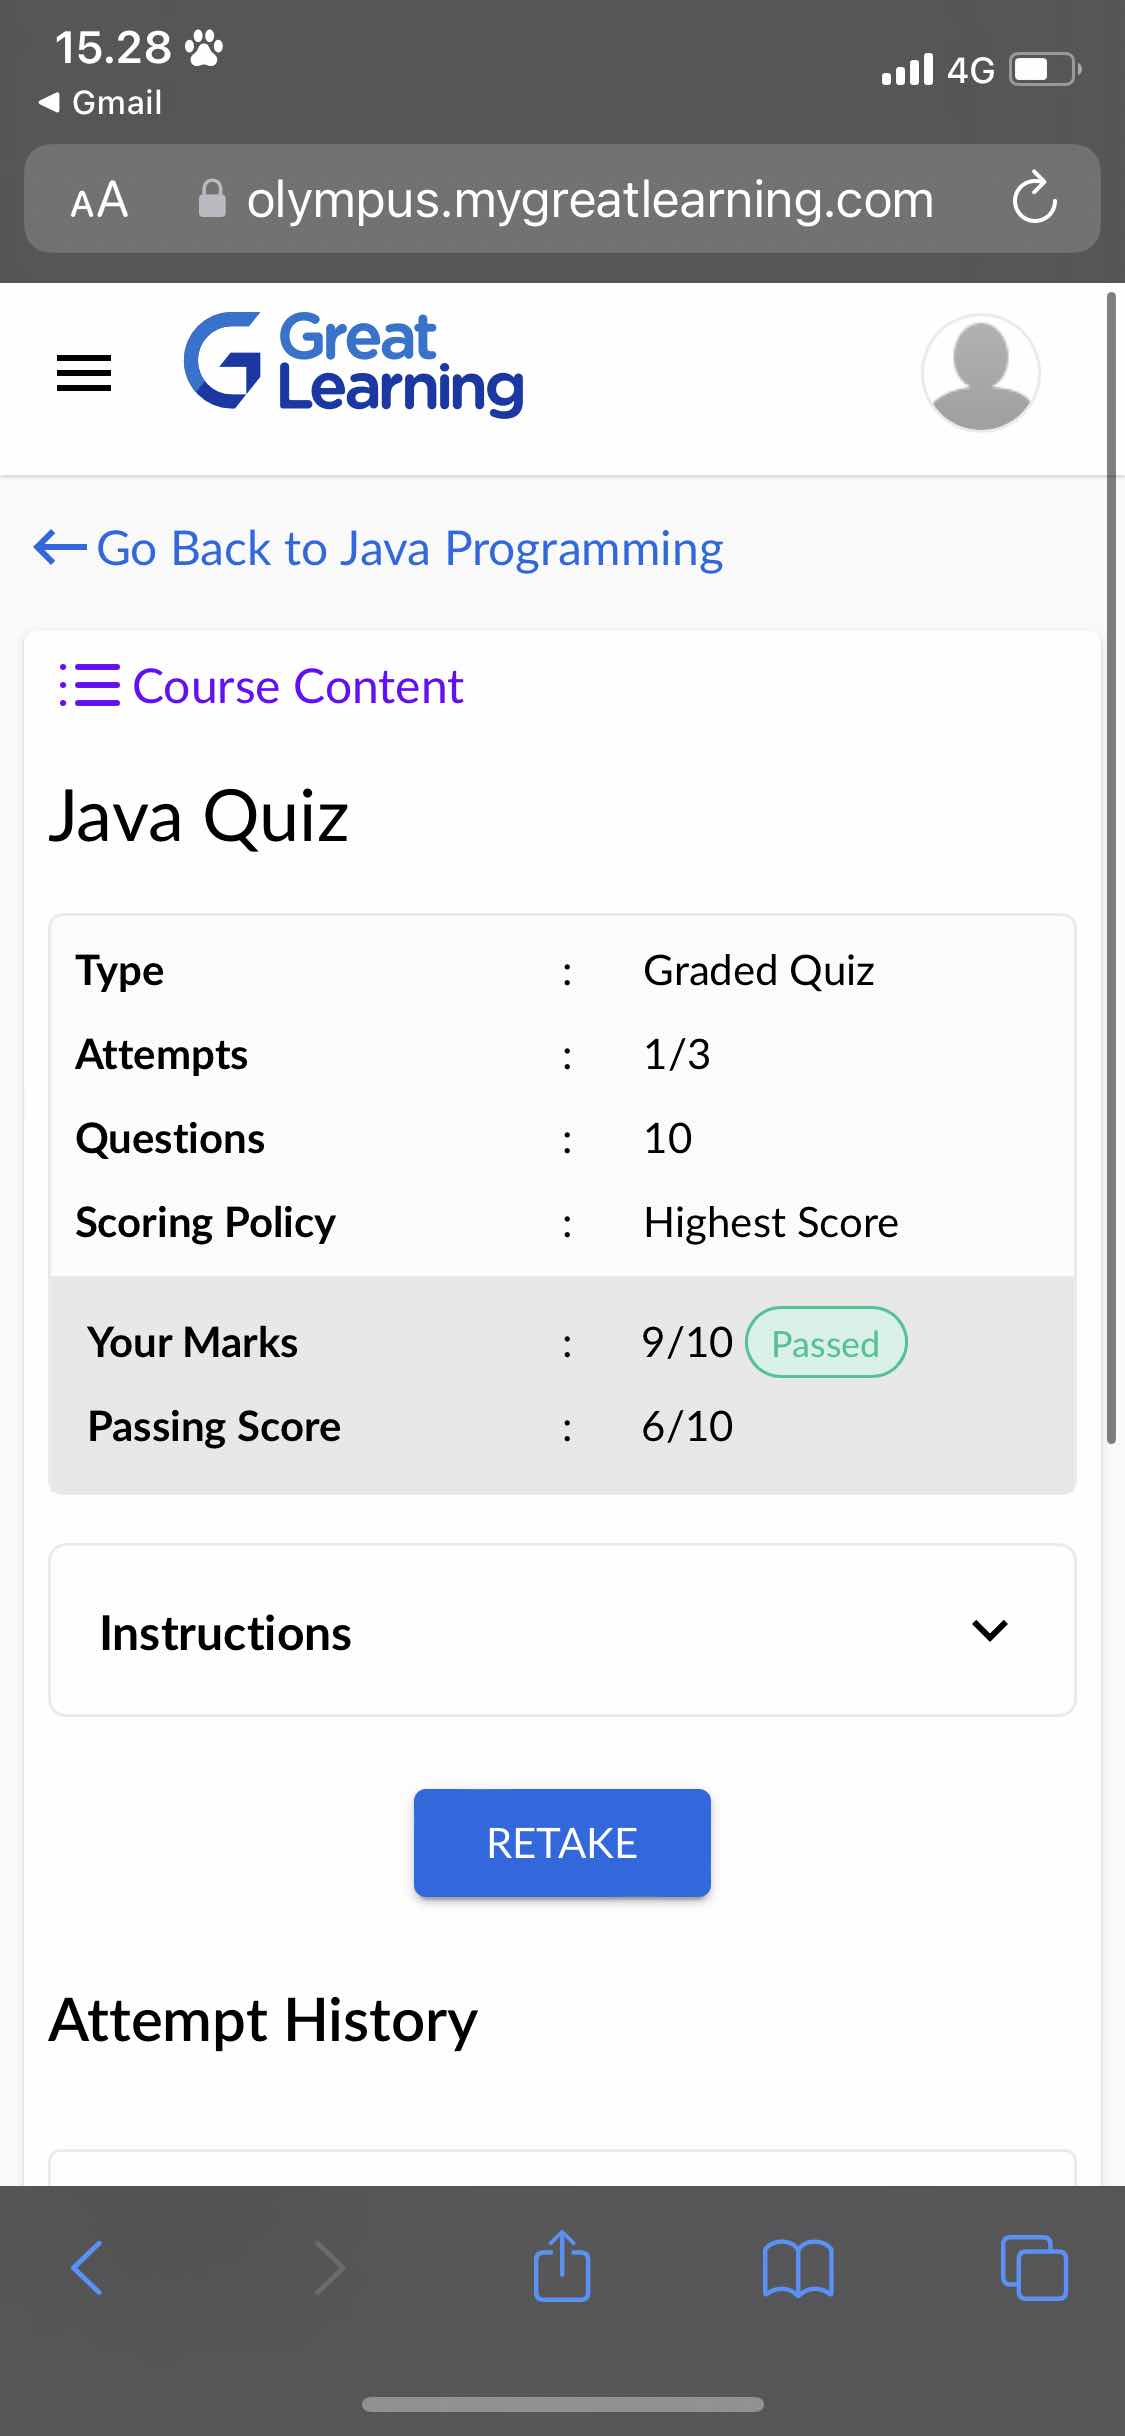 15.28
Gmail
4G
AA
olympus.mygreatlearning.com
Great
Learning
Go Back to Java Programming
Course Content
Java Quiz
Type : Graded Quiz
Attempts : 1/3
Questions : 10
Scoring Policy : Highest Score
Your Marks : 9/10 Passed
Passing Score : 6/10
Instructions
RETAKE
Attempt History